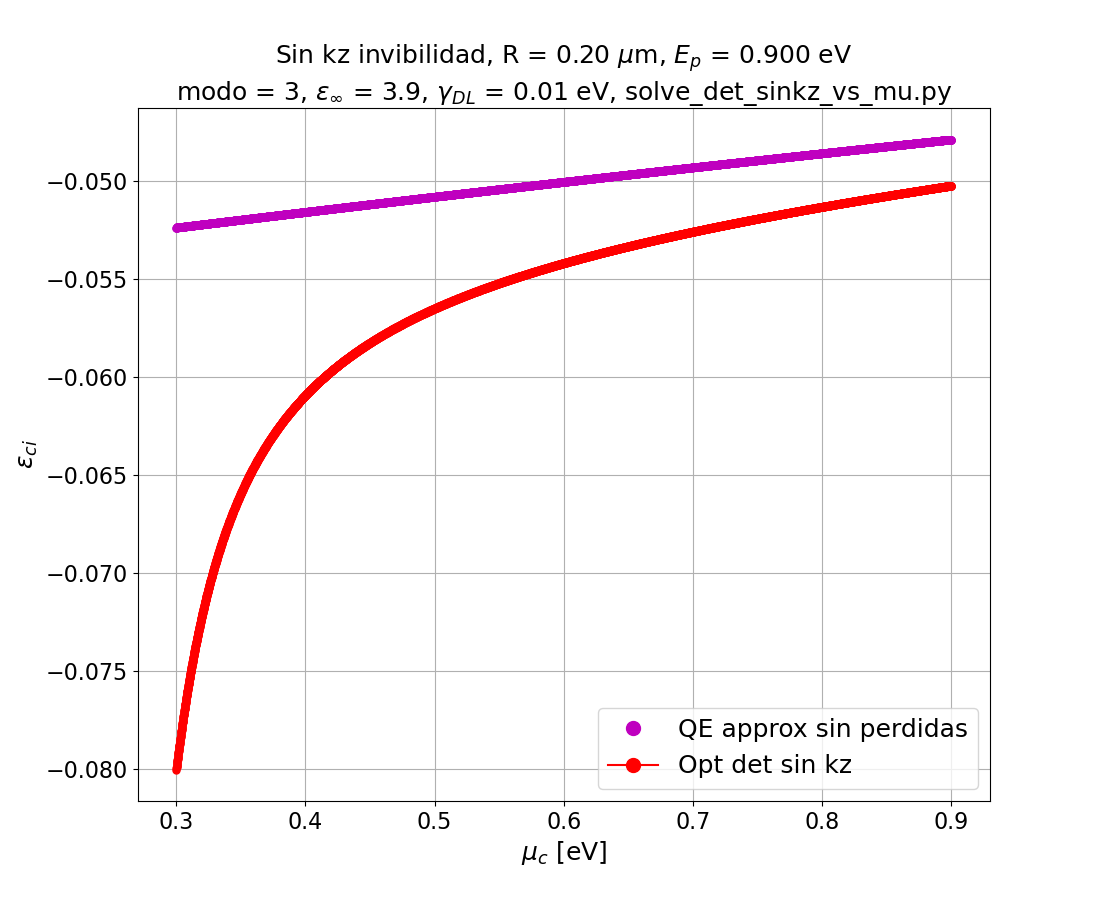 Sin kz invibilidad, R = 0.20 μm, E_p = 0.900 eV
modo = 3, ε_∞ = 3.9, γ_DL = 0.01 eV, solve_det_sinkz_vs_mu.py
−0.050
−0.055
−0.060
−0.065
−0.070
−0.075
−0.080
ε_ci
QE approx sin perdidas
Opt det sin kz
0.3 0.4 0.5 0.6 0.7 0.8 0.9
μ_c [eV]